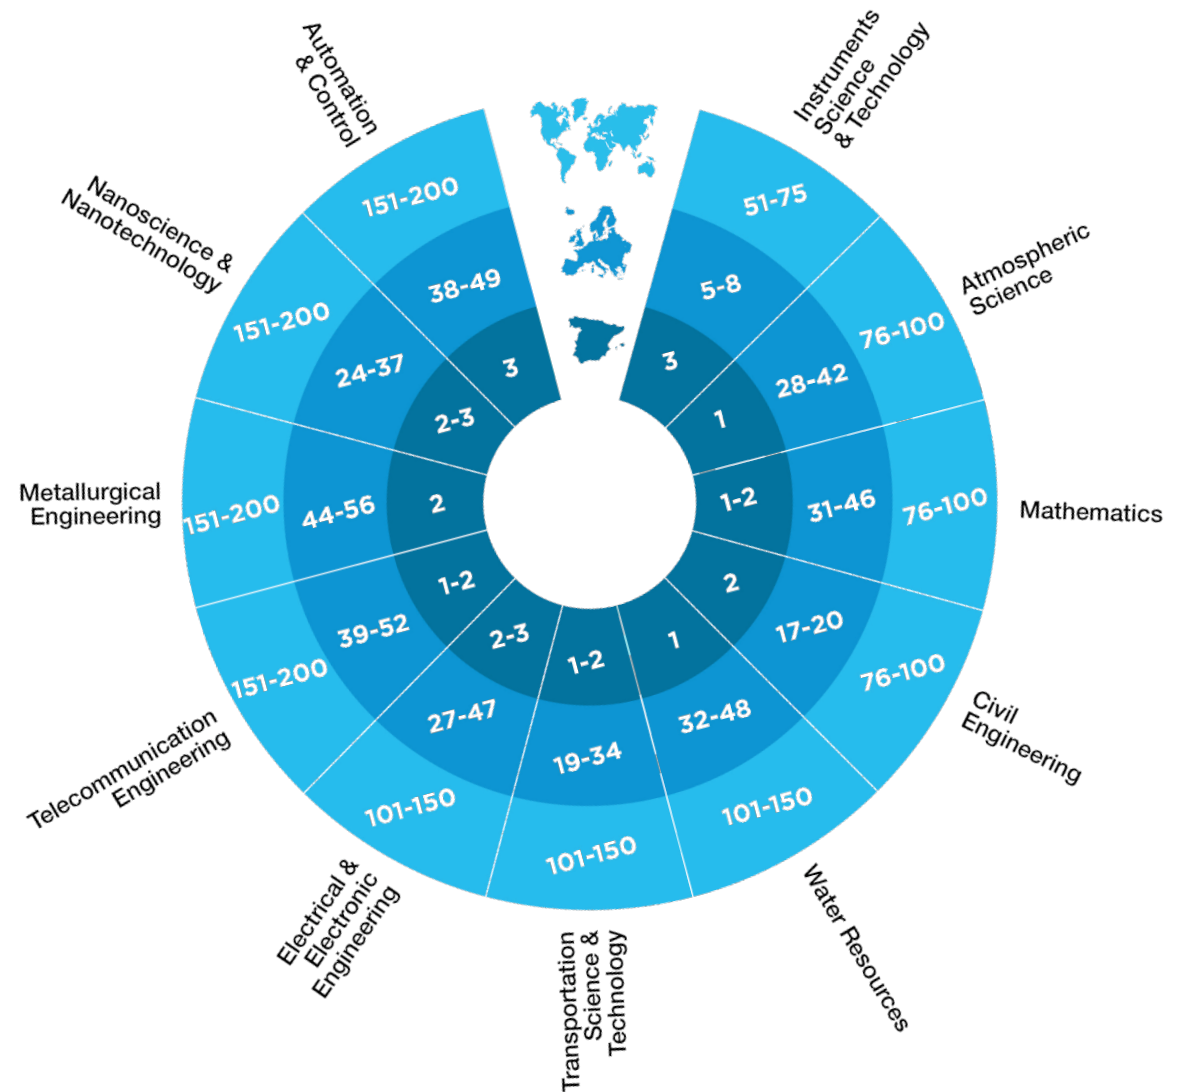 Instruments
Science
& Technology
51-75
5-8
3
Atmospheric
Science
76-100
28-42
1
Mathematics
76-100
31-46
1-2
Civil
Engineering
76-100
17-20
2
Water Resources
101-150
32-48
1
Transportation
Science &
Technology
101-150
19-34
1-2
Electrical &
Electronic
Engineering
101-150
27-47
2-3
Telecommunication
Engineering
151-200
39-52
1-2
Metallurgical
Engineering
151-200
44-56
2
Nanoscience &
Nanotechnology
151-200
24-37
2-3
Automation
& Control
151-200
38-49
3